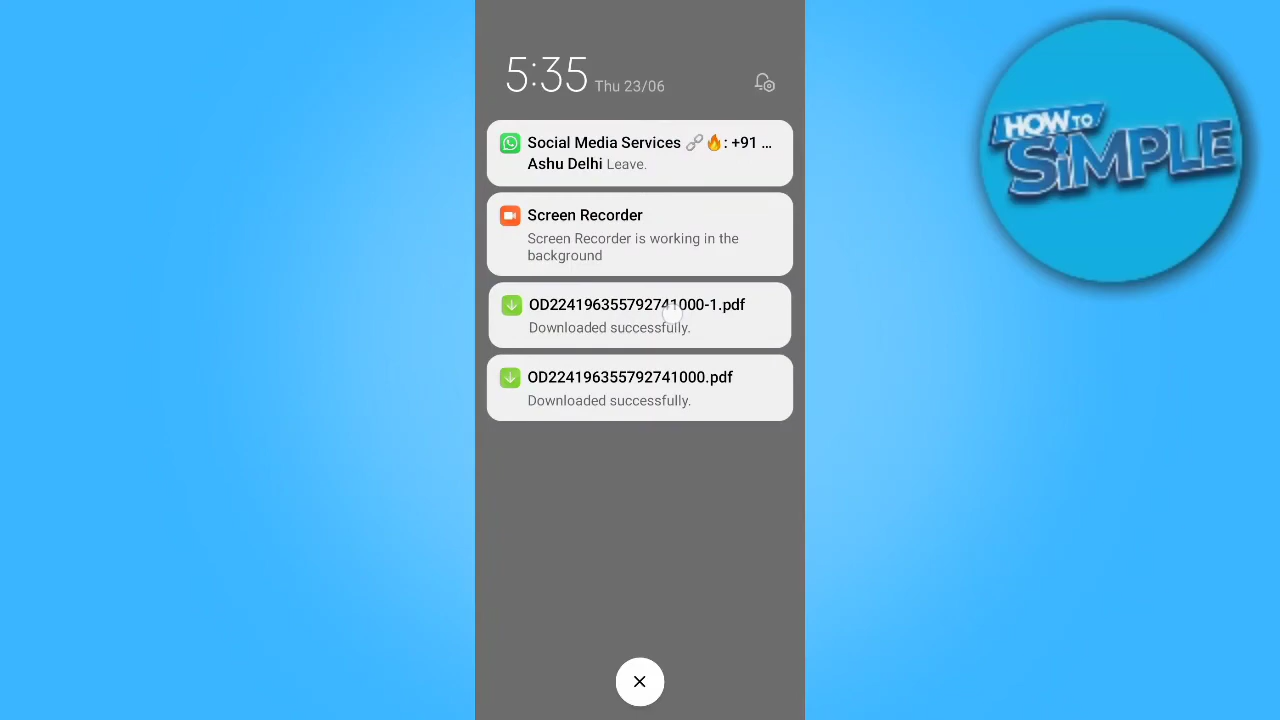 HOW TO
SiMPLE
5:35 Thu 23/06
Social Media Services 🔗🔥: +91 ...
Ashu Delhi Leave.
Screen Recorder
Screen Recorder is working in the
background
OD224196355792741000-1.pdf
Downloaded successfully.
OD224196355792741000.pdf
Downloaded successfully.